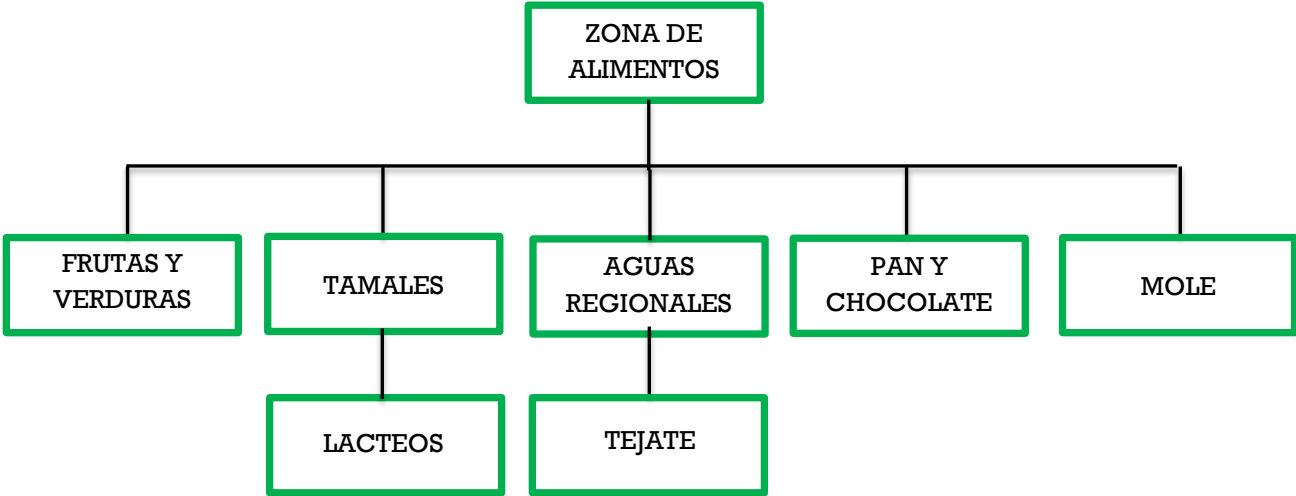 ZONA DE
ALIMENTOS
FRUTAS Y
VERDURAS
TAMALES
AGUAS
REGIONALES
PAN Y
CHOCOLATE
MOLE
LACTEOS
TEJATE